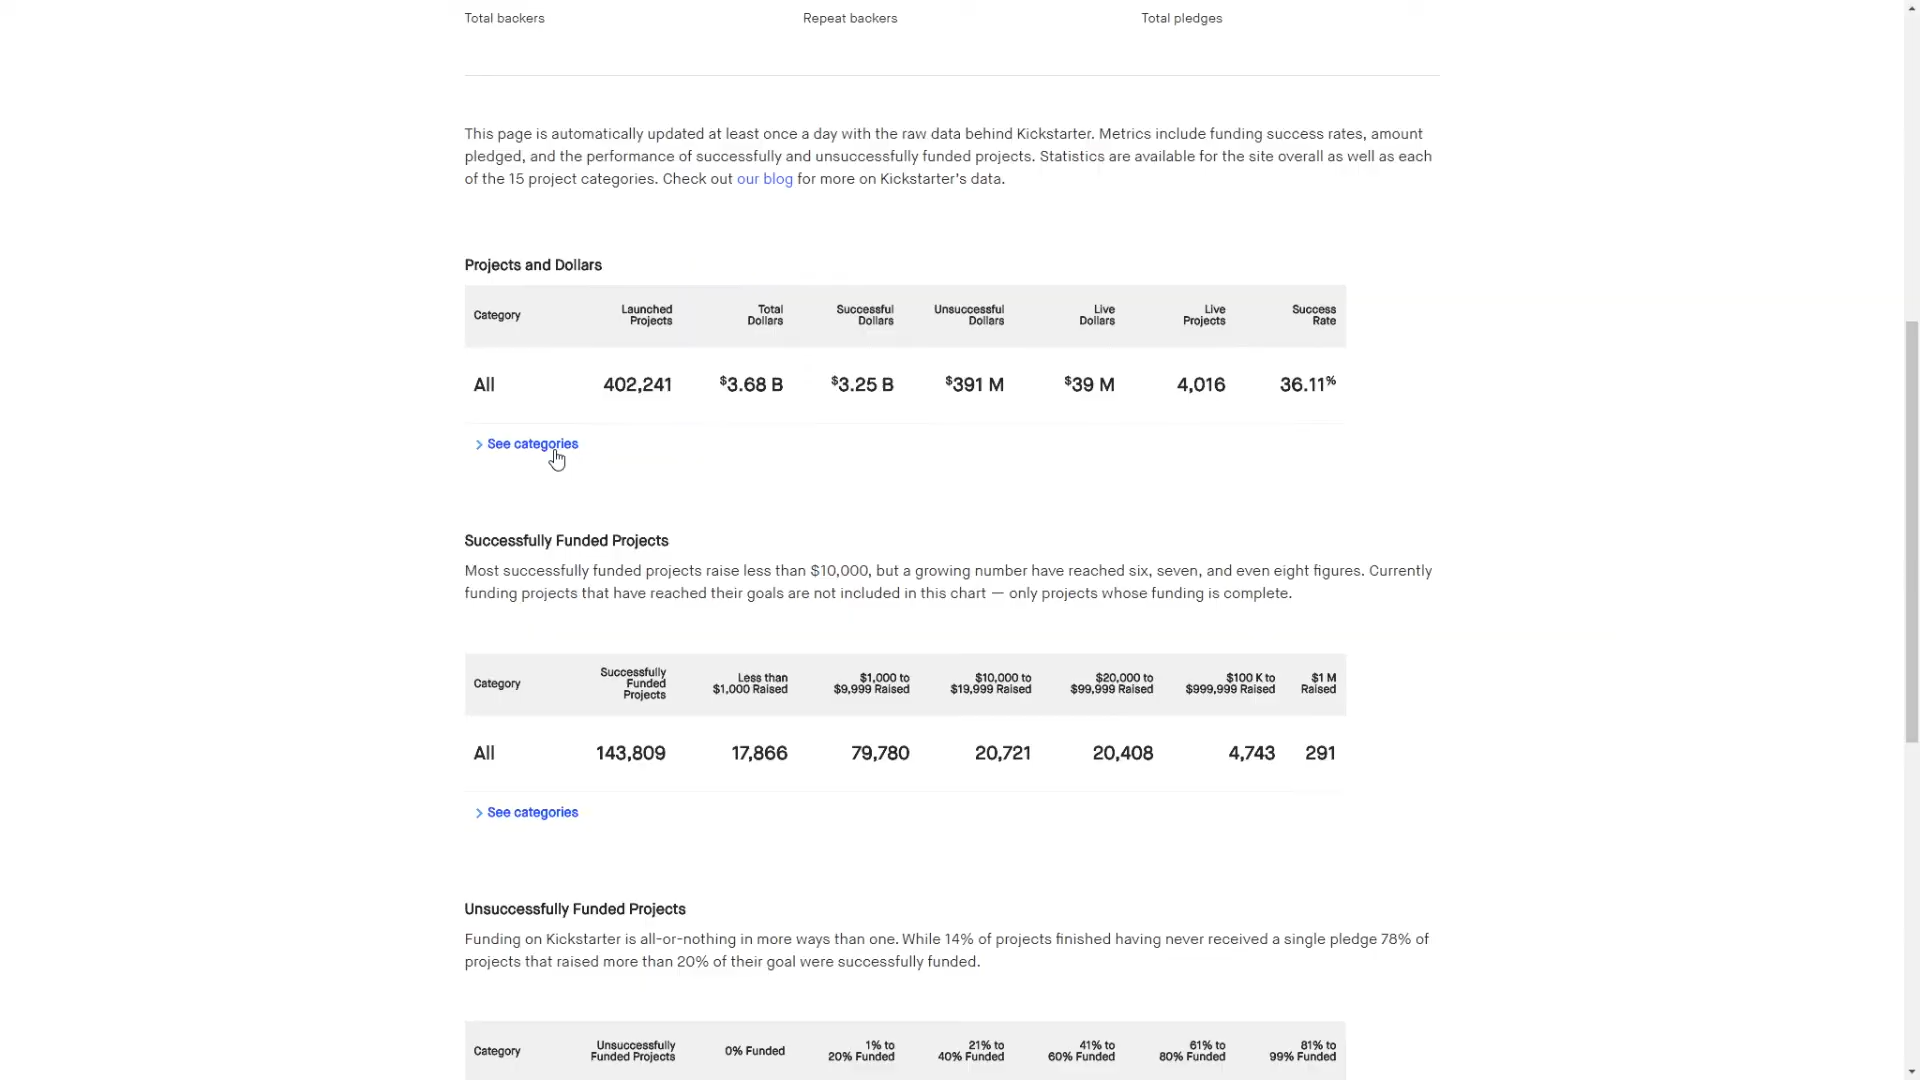 Total backers Repeat backers Total pledges
This page is automatically updated at least once a day with the raw data behind Kickstarter. Metrics include funding success rates, amount
pledged, and the performance of successfully and unsuccessfully funded projects. Statistics are available for the site overall as well as each
of the 15 project categories. Check out our blog for more on Kickstarter's data.
Projects and Dollars
Category Launched Projects Total Dollars Successful Dollars Unsuccessful Dollars Live Dollars Live Projects Success Rate
All 402,241 $3.68 B $3.25 B $391 M $39 M 4,016 36.11%
> See categories
Successfully Funded Projects
Most successfully funded projects raise less than $10,000, but a growing number have reached six, seven, and even eight figures. Currently
funding projects that have reached their goals are not included in this chart — only projects whose funding is complete.
Category Successfully Funded Projects Less than $1,000 Raised $1,000 to $9,999 Raised $10,000 to $19,999 Raised $20,000 to $99,999 Raised $100 K to $999,999 Raised $1 M Raised
All 143,809 17,866 79,780 20,721 20,408 4,743 291
> See categories
Unsuccessfully Funded Projects
Funding on Kickstarter is all-or-nothing in more ways than one. While 14% of projects finished having never received a single pledge 78% of
projects that raised more than 20% of their goal were successfully funded.
Category Unsuccessfully Funded Projects 0% Funded 1% to 20% Funded 21% to 40% Funded 41% to 60% Funded 61% to 80% Funded 81% to 99% Funded